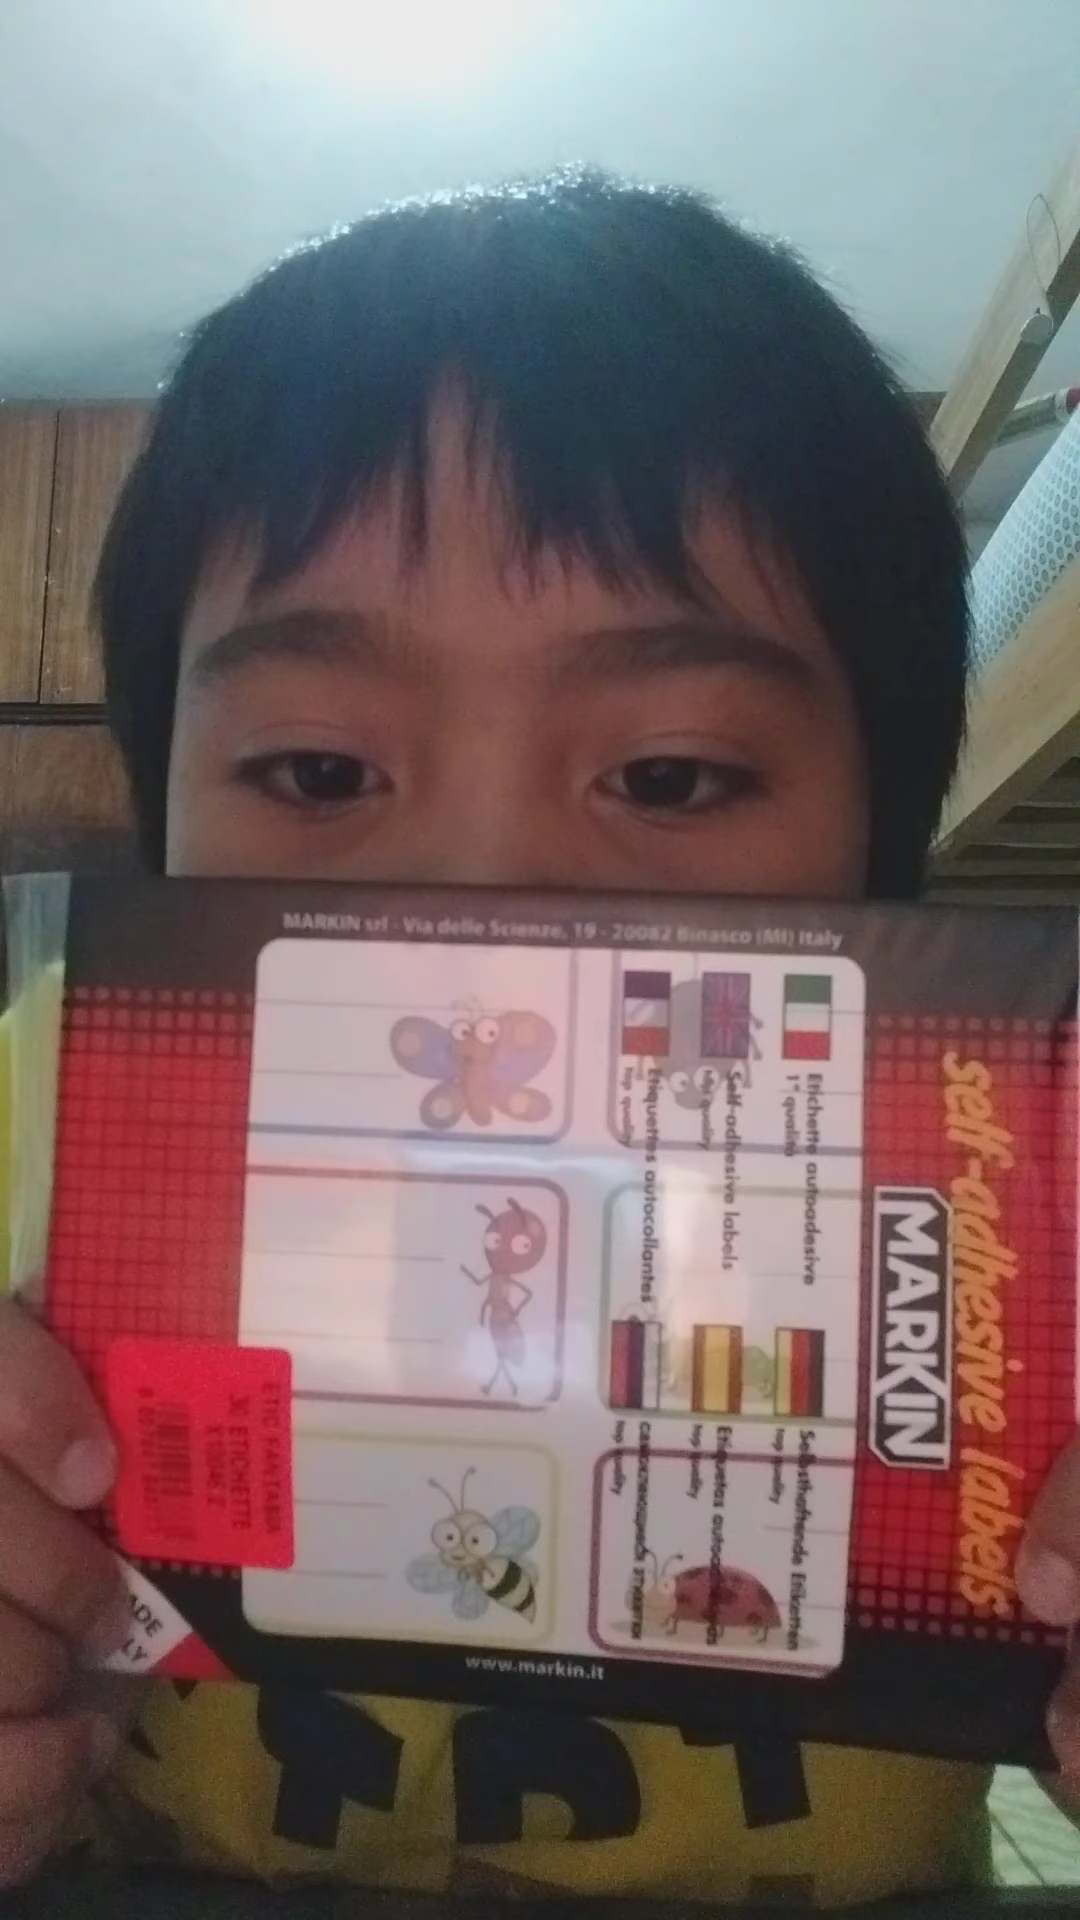 MARKIN srl - Via delle Scienze, 19 - 20082 Binasco (MI) Italy
self-adhesive labels
MARKIN
Etichette autoadesive
1ª qualità
Self-adhesive labels
top quality
Etiquettes autocollantes
top quality
Selbsthaftende Etiketten
top quality
Etiquetas
top quality
top quality
ETIC FANTASIA
ETICHETTE
www.markin.it